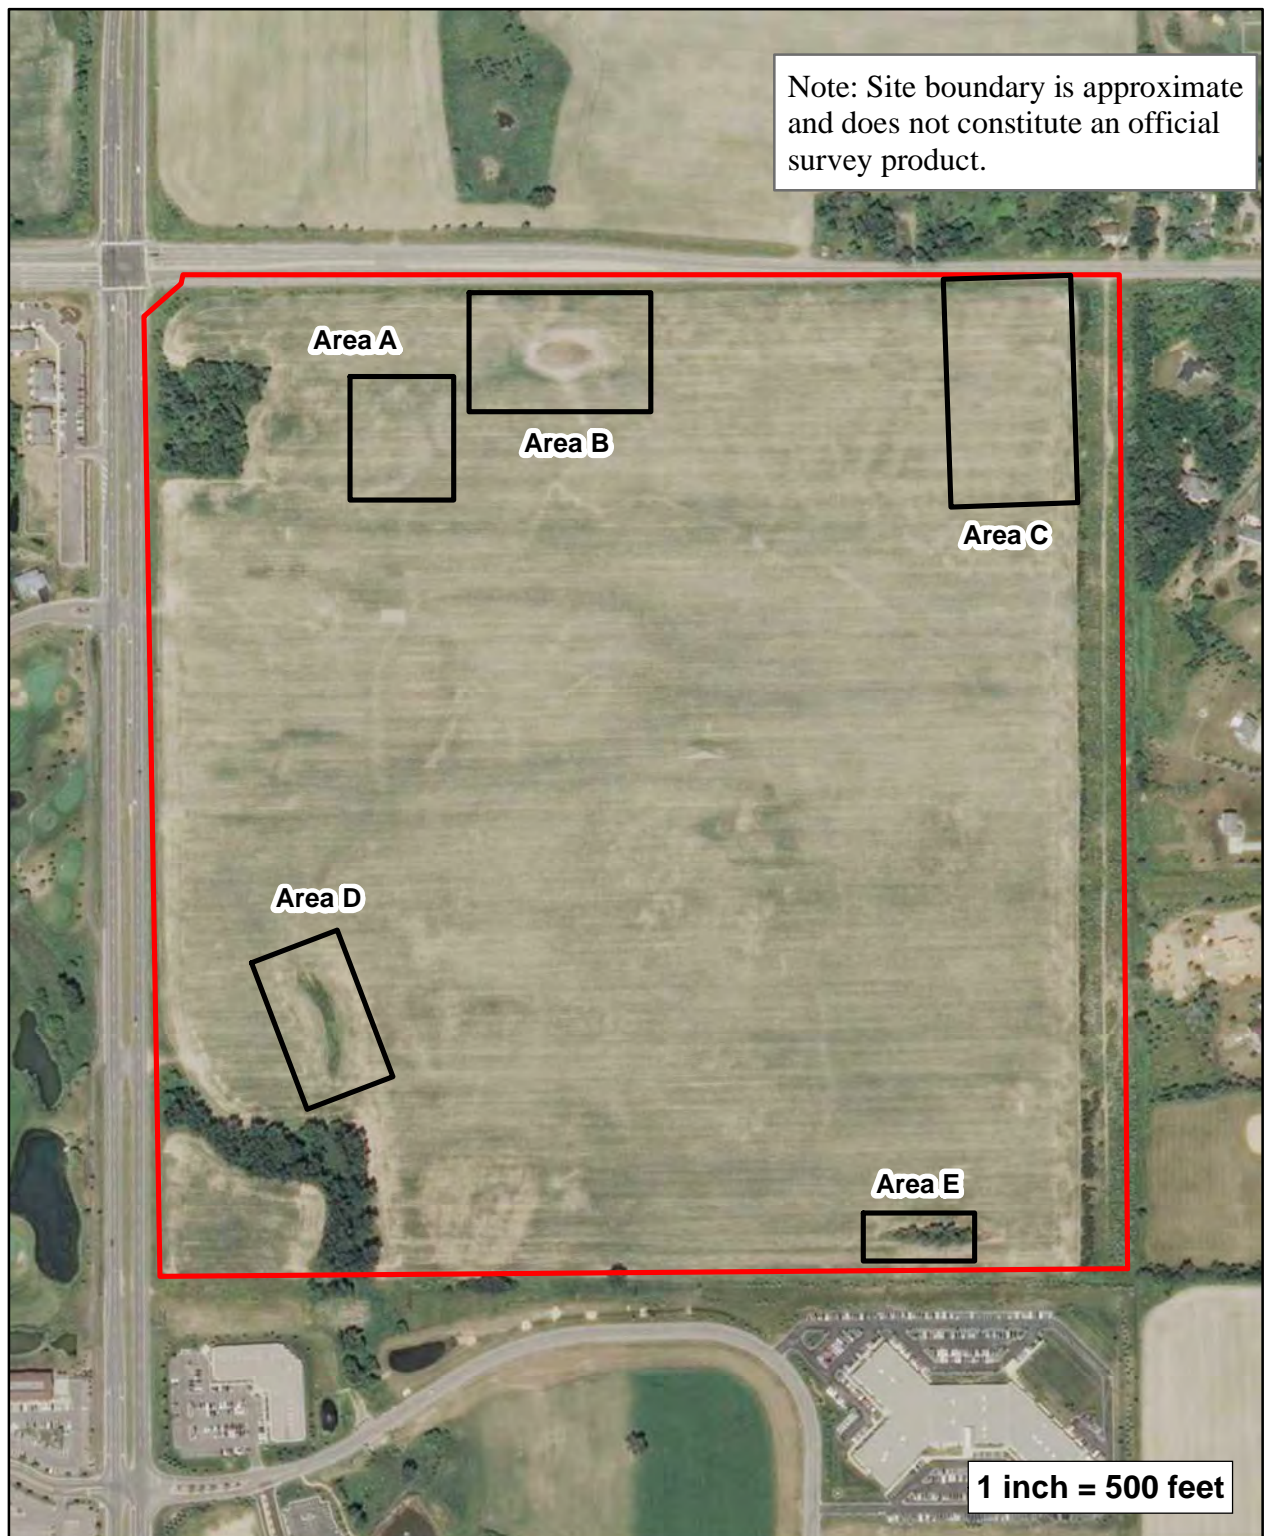 Note: Site boundary is approximate
and does not constitute an official
survey product.
Area A
Area B
Area C
Area D
Area E
1 inch = 500 feet